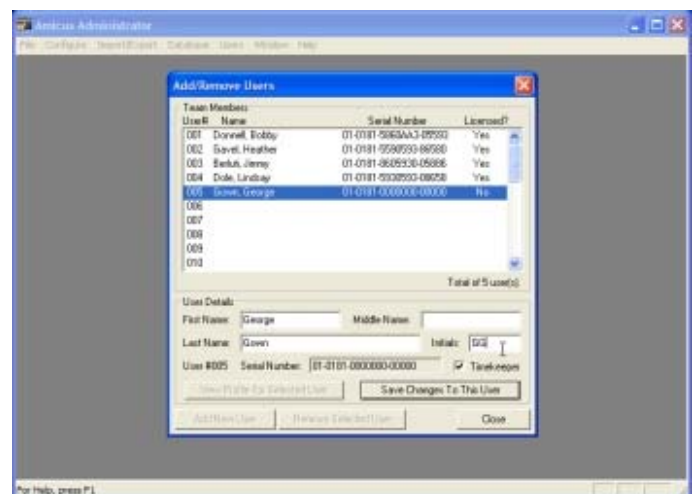 Amicus Administrator
File Configure Import/Export Database Users Window Help
Add/Remove Users
Team Members
User# Name Serial Number Licensed?
001 Donnell, Bobby Yes
002 Gavel, Heather Yes
003 Jimmy Yes
004 Dole, Lindsay Yes
005 Gown, George 01-0181-0000000-00000 No
006
007
008
009
010
Total of 5 user(s)
User Details
First Name: George Middle Name:
Last Name: Gown Initials: GG
User #005 Serial Number: 01-0181-0000000-00000 Timekeeper
View Profile for Selected User Save Changes To This User
Add New User Remove Selected User Close
For Help, press F1